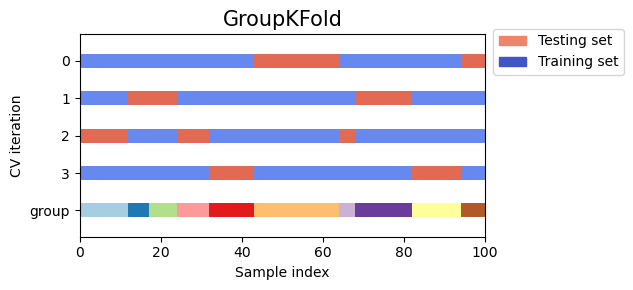 GroupKFold
Testing set
Training set
0
1
2
3
group
CV iteration
0 20 40 60 80 100
Sample index